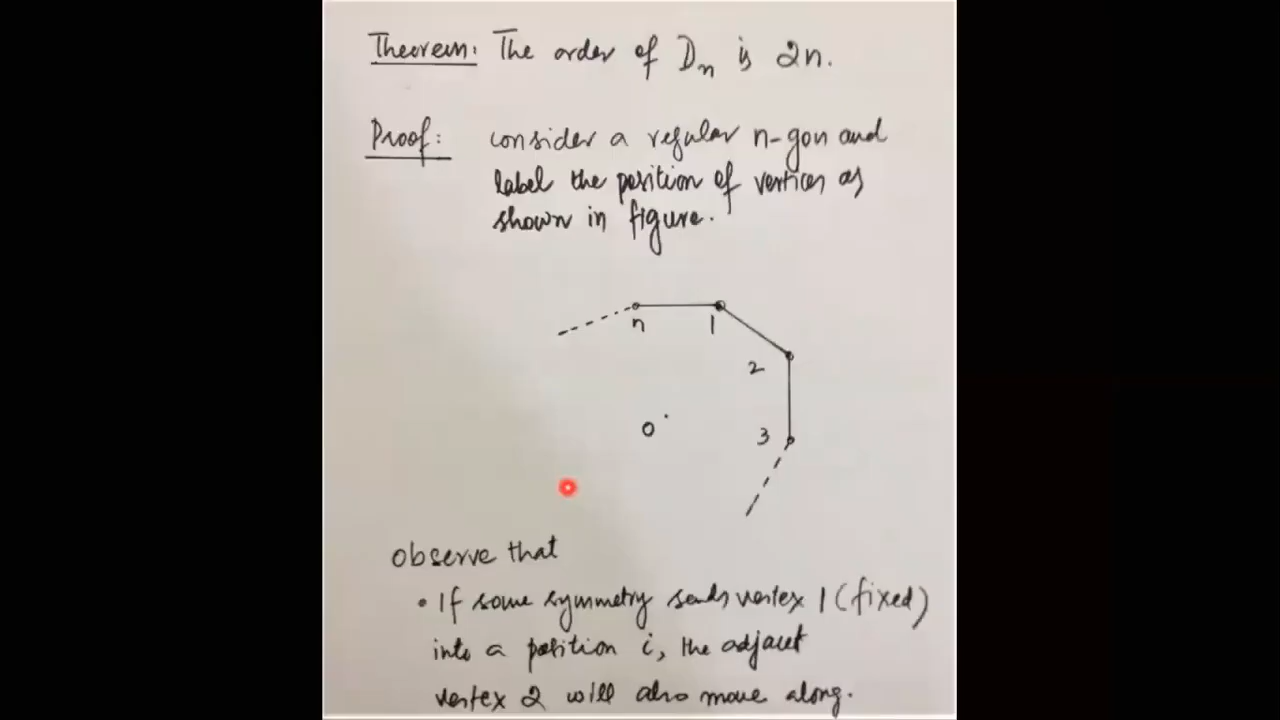 Theorem: The order of Dn is 2n.
Proof: consider a regular n-gon and
label the position of vertices as
shown in figure.
n 1
2
3
O
observe that
• If some symmetry sends vertex 1 (fixed)
into a position i, the adjacet
vertex 2 will also move along.